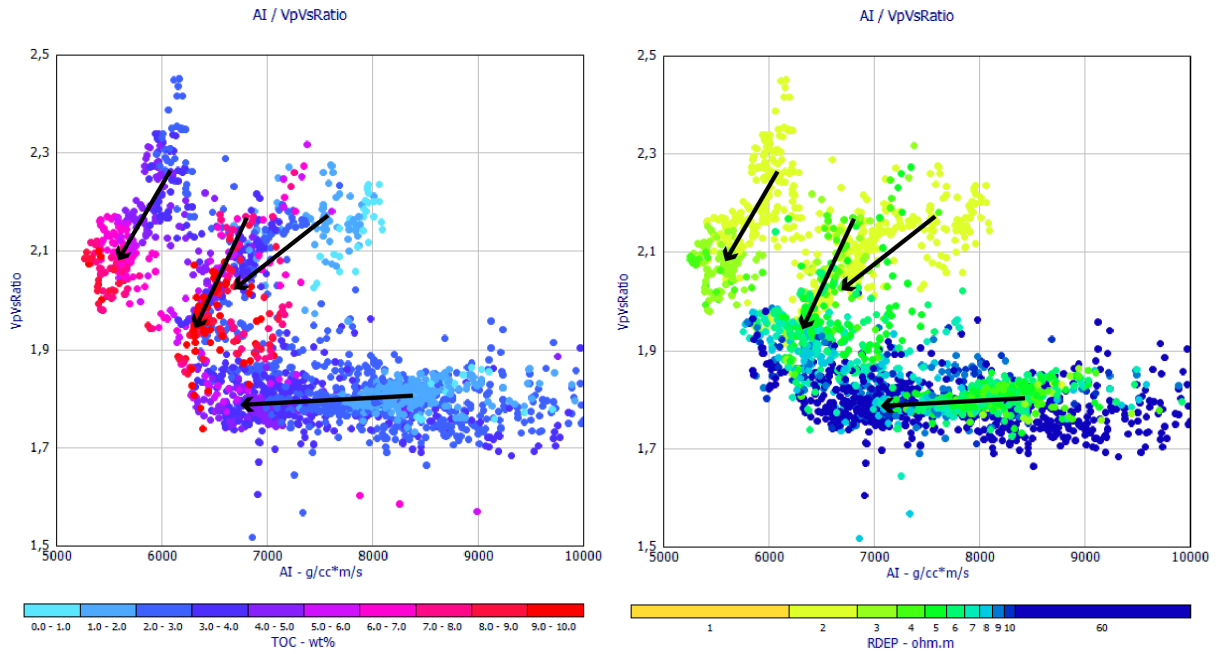 AI / VpVsRatio
2,5
2,3
2,1
1,9
1,7
1,5
VpVsRatio
5000 6000 7000 8000 9000 10000
AI - g/cc*m/s
0.0 - 1.0 1.0 - 2.0 2.0 - 3.0 3.0 - 4.0 4.0 - 5.0 5.0 - 6.0 6.0 - 7.0 7.0 - 8.0 8.0 - 9.0 9.0 - 10.0
TOC - wt%
AI / VpVsRatio
2,5
2,3
2,1
1,9
1,7
1,5
VpVsRatio
5000 6000 7000 8000 9000 10000
AI - g/cc*m/s
1 2 3 4 5 6 7 8 9 10 60
RDEP - ohm.m